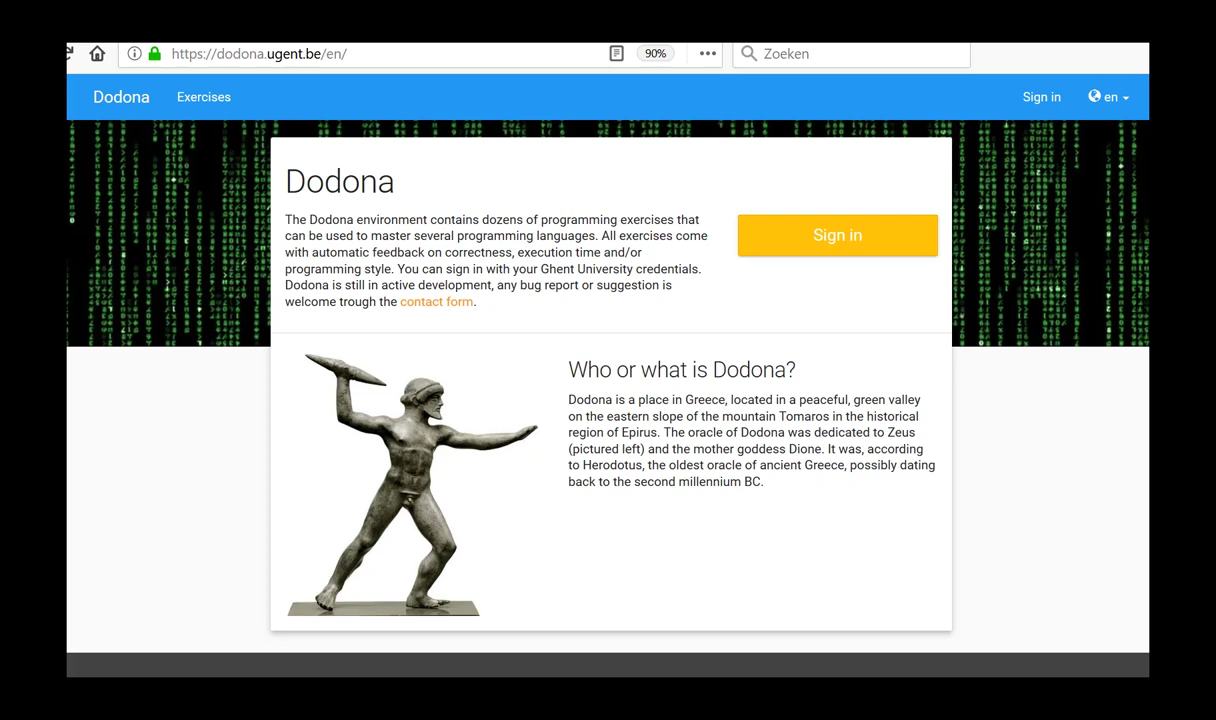 https://dodona.ugent.be/en/
90%
Zoeken
Dodona
Exercises
Sign in
en
Dodona
The Dodona environment contains dozens of programming exercises that
can be used to master several programming languages. All exercises come
with automatic feedback on correctness, execution time and/or
programming style. You can sign in with your Ghent University credentials.
Dodona is still in active development, any bug report or suggestion is
welcome trough the contact form.
Sign in
Who or what is Dodona?
Dodona is a place in Greece, located in a peaceful, green valley
on the eastern slope of the mountain Tomaros in the historical
region of Epirus. The oracle of Dodona was dedicated to Zeus
(pictured left) and the mother goddess Dione. It was, according
to Herodotus, the oldest oracle of ancient Greece, possibly dating
back to the second millennium BC.